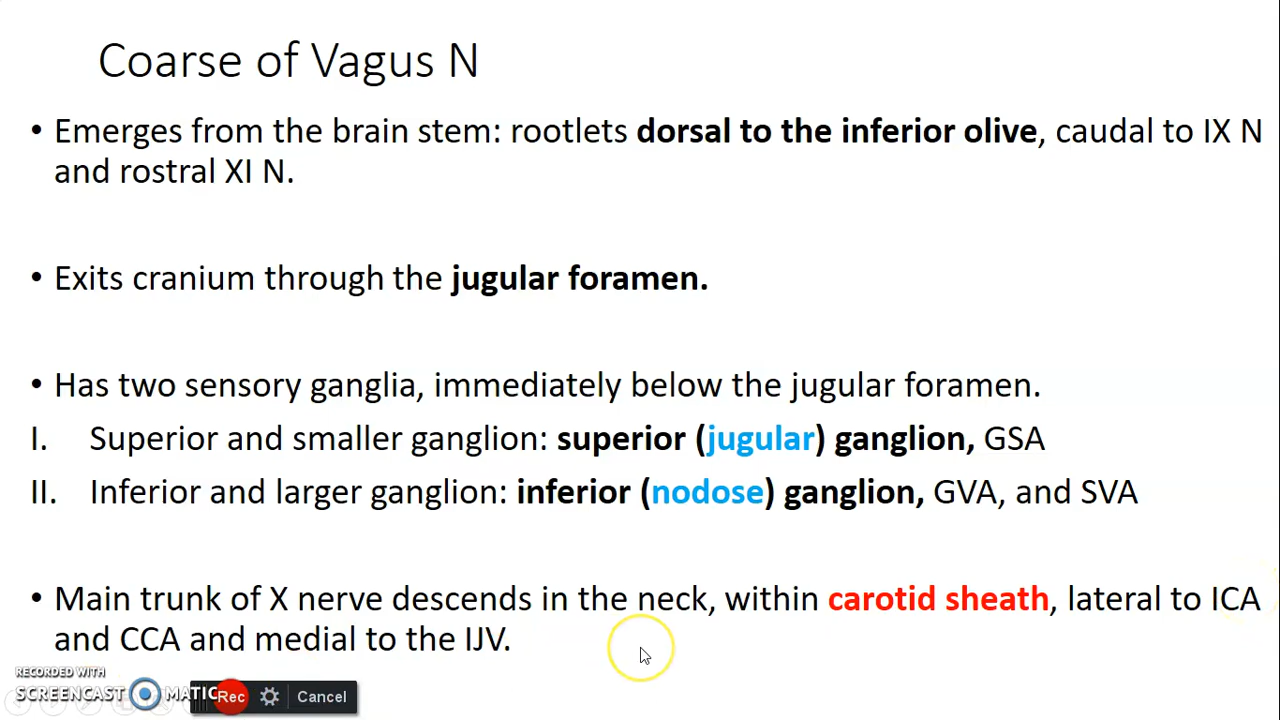 Coarse of Vagus N
• Emerges from the brain stem: rootlets dorsal to the inferior olive, caudal to IX N
and rostral XI N.
• Exits cranium through the jugular foramen.
• Has two sensory ganglia, immediately below the jugular foramen.
I. Superior and smaller ganglion: superior (jugular) ganglion, GSA
II. Inferior and larger ganglion: inferior (nodose) ganglion, GVA, and SVA
• Main trunk of X nerve descends in the neck, within carotid sheath, lateral to ICA
and CCA and medial to the IJV.
RECORDED WITH
SCREENCAST MATIC
Rec Cancel